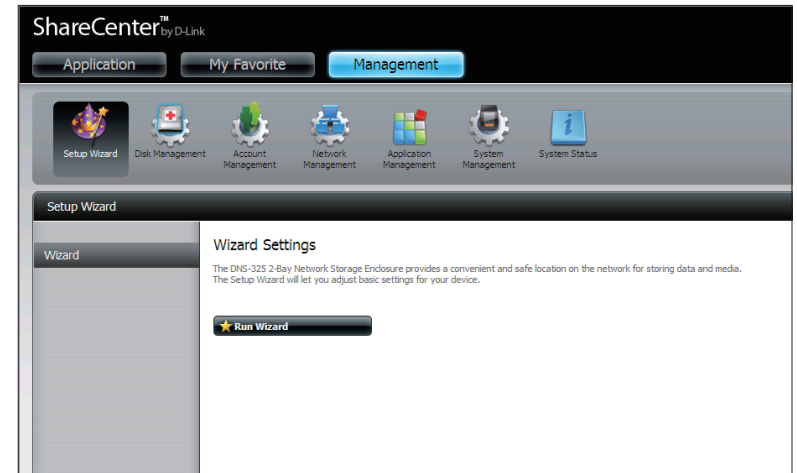 ShareCenter™ by D-Link
Application My Favorite Management
Setup Wizard Disk Management Account Management Network Management Application Management System Management System Status
Setup Wizard
Wizard
Wizard Settings
The DNS-325 2-Bay Network Storage Enclosure provides a convenient and safe location on the network for storing data and media.
The Setup Wizard will let you adjust basic settings for your device.
Run Wizard